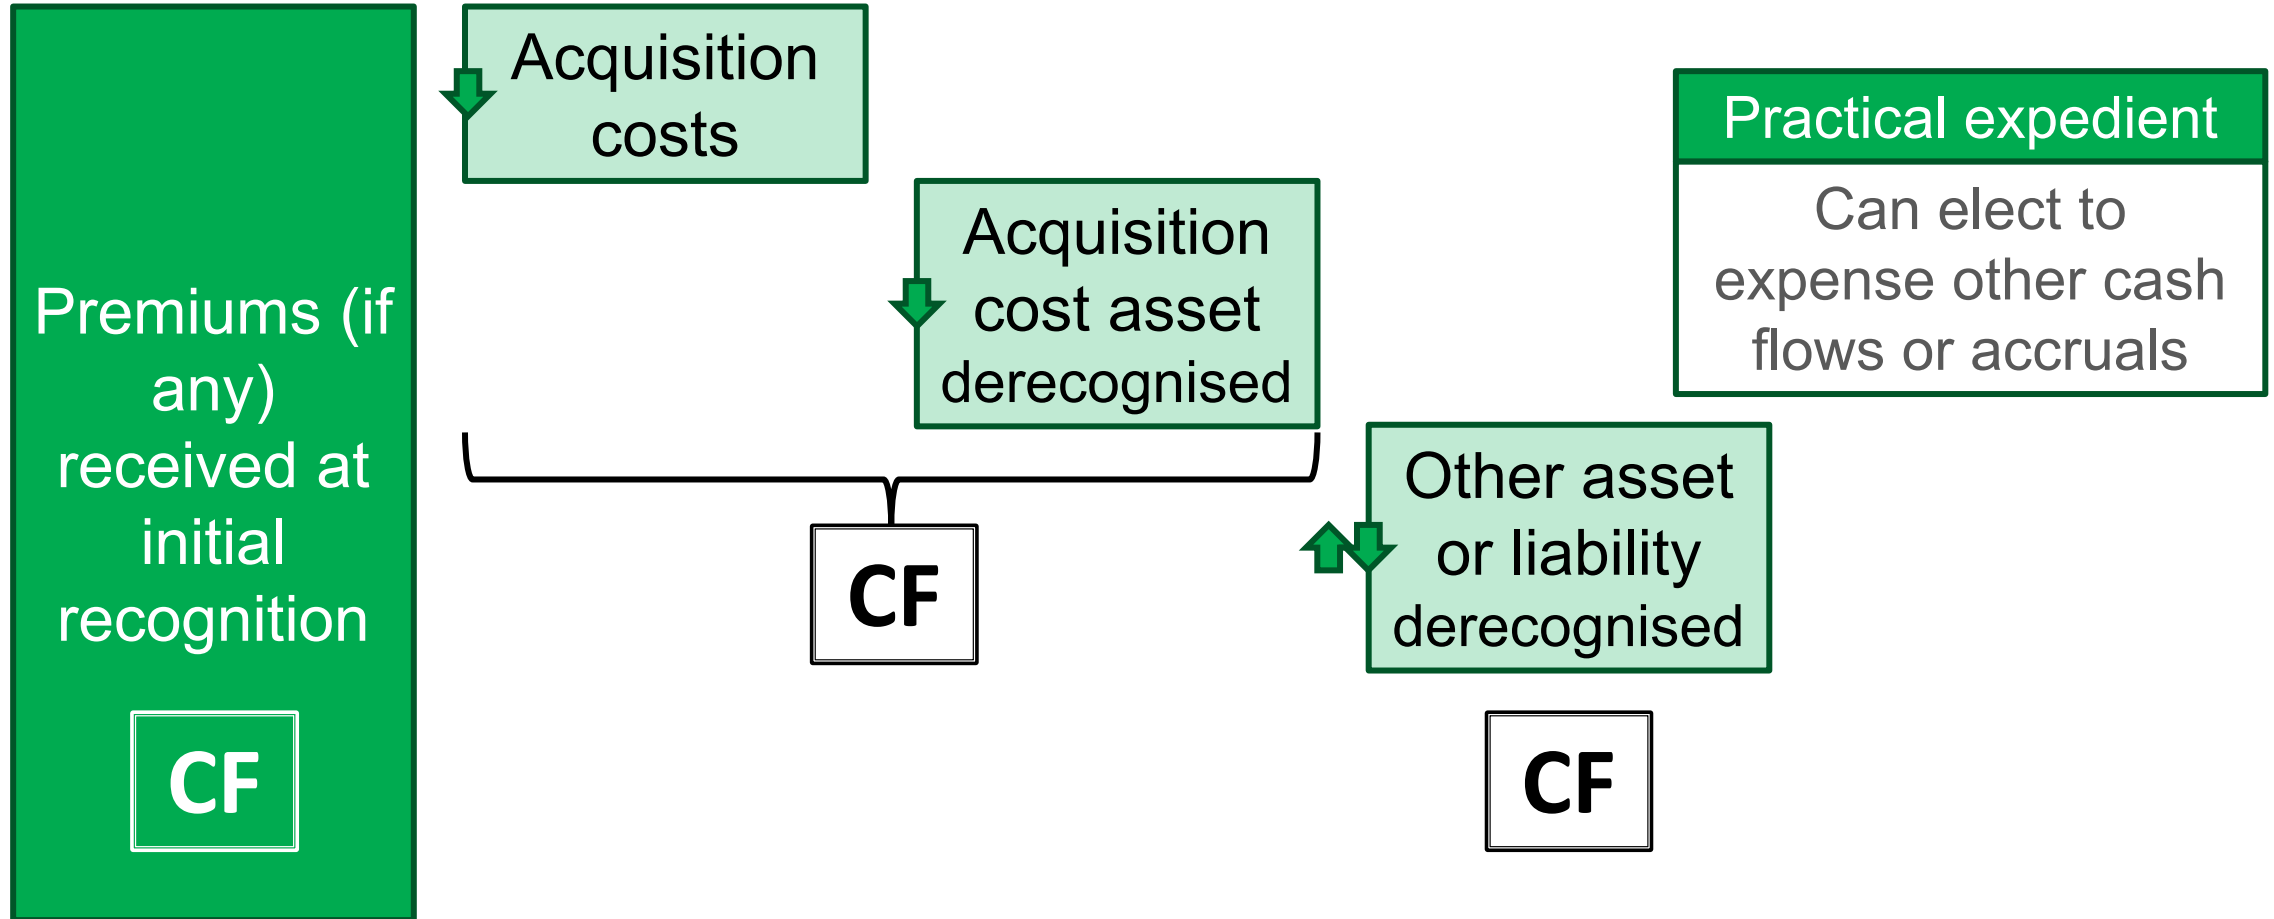 Premiums (if
any)
received at
initial
recognition
CF
Acquisition
costs
Acquisition
cost asset
derecognised
CF
Other asset
or liability
derecognised
CF
Practical expedient
Can elect to
expense other cash
flows or accruals